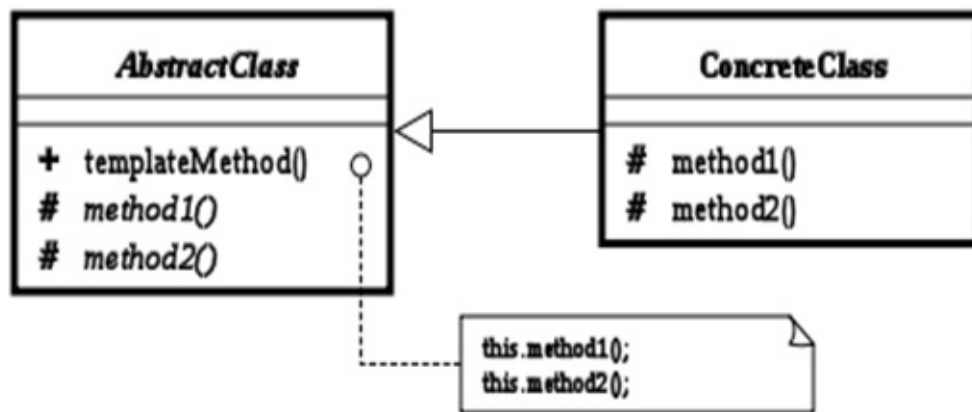 AbstractClass
+ templateMethod()
# method1()
# method2()
ConcreteClass
# method1()
# method2()
this.method1();
this.method2();